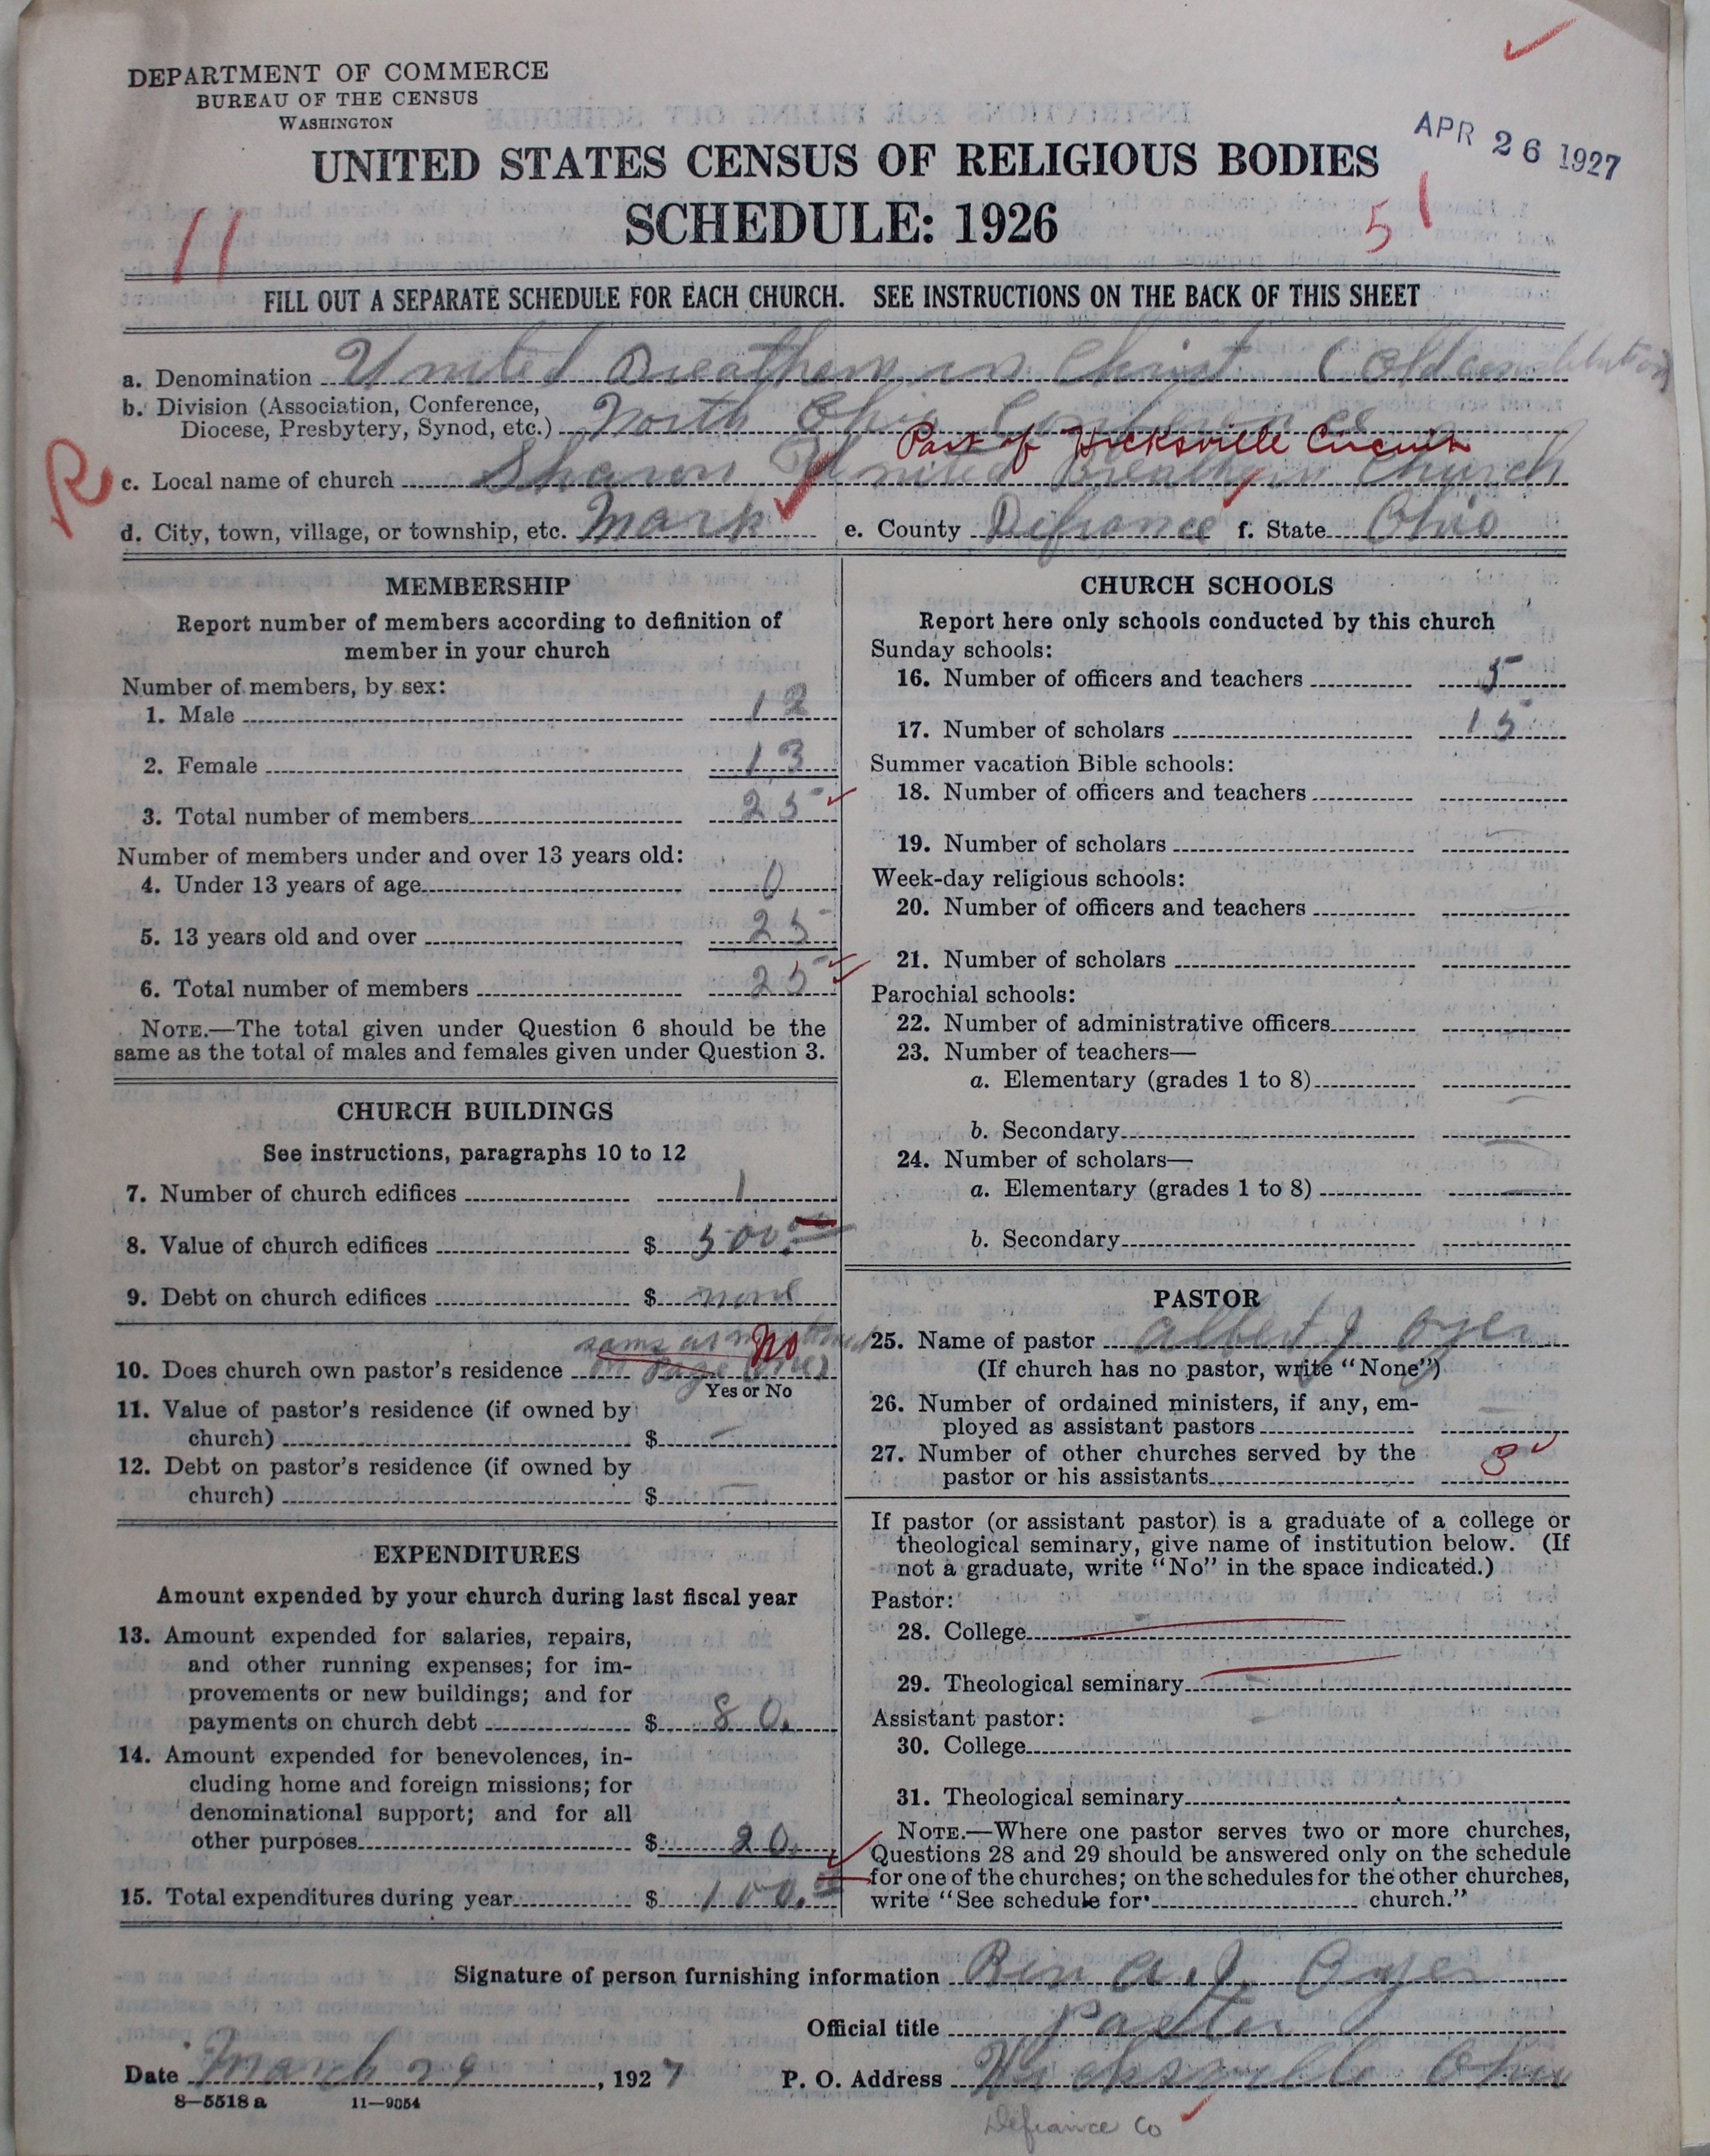 DEPARTMENT OF COMMERCE
BUREAU OF THE CENSUS
WASHINGTON
APR 26 1927
UNITED STATES CENSUS OF RELIGIOUS BODIES
SCHEDULE: 1926
11
51
FILL OUT A SEPARATE SCHEDULE FOR EACH CHURCH. SEE INSTRUCTIONS ON THE BACK OF THIS SHEET
a. Denomination United Breathern in Christ (Old constitution)
b. Division (Association, Conference,
Diocese, Presbytery, Synod, etc.) North Ohio Conference
Part of Hicksville Circuit
R
c. Local name of church Sharon United Breathern Church
d. City, town, village, or township, etc. Mark e. County Defiance f. State Ohio
MEMBERSHIP
Report number of members according to definition of
member in your church
Number of members, by sex:
1. Male 12
2. Female 13
3. Total number of members 25
Number of members under and over 13 years old:
4. Under 13 years of age 0
5. 13 years old and over 25
6. Total number of members 25
NOTE.—The total given under Question 6 should be the
same as the total of males and females given under Question 3.
CHURCH BUILDINGS
See instructions, paragraphs 10 to 12
7. Number of church edifices 1
8. Value of church edifices $ 500.00
9. Debt on church edifices $ none
same as No
10. Does church own pastor's residence on page one
Yes or No
11. Value of pastor's residence (if owned by
church) $ —
12. Debt on pastor's residence (if owned by
church) $ —
EXPENDITURES
Amount expended by your church during last fiscal year
13. Amount expended for salaries, repairs,
and other running expenses; for im-
provements or new buildings; and for
payments on church debt $ 80.
14. Amount expended for benevolences, in-
cluding home and foreign missions; for
denominational support; and for all
other purposes $ 20.
15. Total expenditures during year $ 100.
CHURCH SCHOOLS
Report here only schools conducted by this church
Sunday schools:
16. Number of officers and teachers 5
17. Number of scholars 15
Summer vacation Bible schools:
18. Number of officers and teachers
19. Number of scholars
Week-day religious schools:
20. Number of officers and teachers
21. Number of scholars
Parochial schools:
22. Number of administrative officers
23. Number of teachers—
a. Elementary (grades 1 to 8)
b. Secondary
24. Number of scholars—
a. Elementary (grades 1 to 8)
b. Secondary
PASTOR
25. Name of pastor Albert J Oyer
(If church has no pastor, write "None")
26. Number of ordained ministers, if any, em-
ployed as assistant pastors
27. Number of other churches served by the
pastor or his assistants 3
If pastor (or assistant pastor) is a graduate of a college or
theological seminary, give name of institution below. (If
not a graduate, write "No" in the space indicated.)
Pastor:
28. College
29. Theological seminary
Assistant pastor:
30. College
31. Theological seminary
NOTE.—Where one pastor serves two or more churches,
Questions 28 and 29 should be answered only on the schedule
for one of the churches; on the schedules for the other churches,
write "See schedule for church."
Signature of person furnishing information Rev A. J. Oyer
Official title Paster
Date March 29, 1927 P. O. Address Hicksville Ohio
8—5518 a 11—9054
Defiance Co